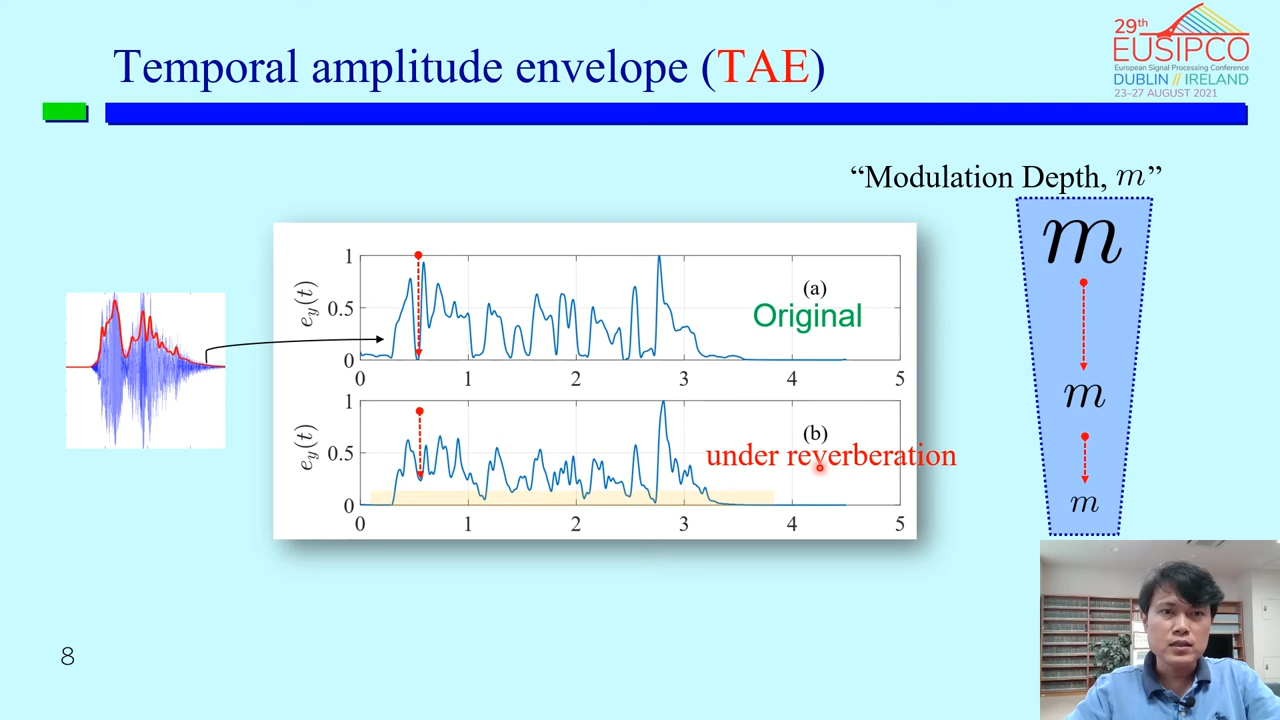 Temporal amplitude envelope (TAE)
29th
EUSIPCO
European Signal Processing Conference
DUBLIN // IRELAND
23–27 AUGUST 2021
“Modulation Depth, m”
m
m
m
1
0.5
0
e_y(t)
(a)
Original
0 1 2 3 4 5
1
0.5
0
e_y(t)
(b)
under reverberation
0 1 2 3 4 5
8